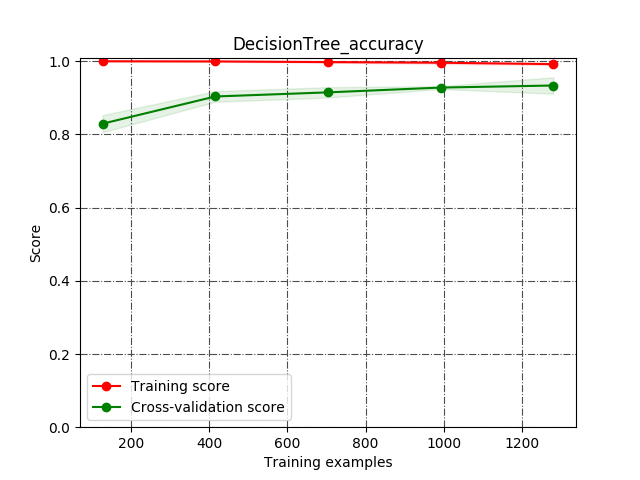 DecisionTree_accuracy
1.0
0.8
0.6
0.4
0.2
0.0
Score
Training score
Cross-validation score
200 400 600 800 1000 1200
Training examples